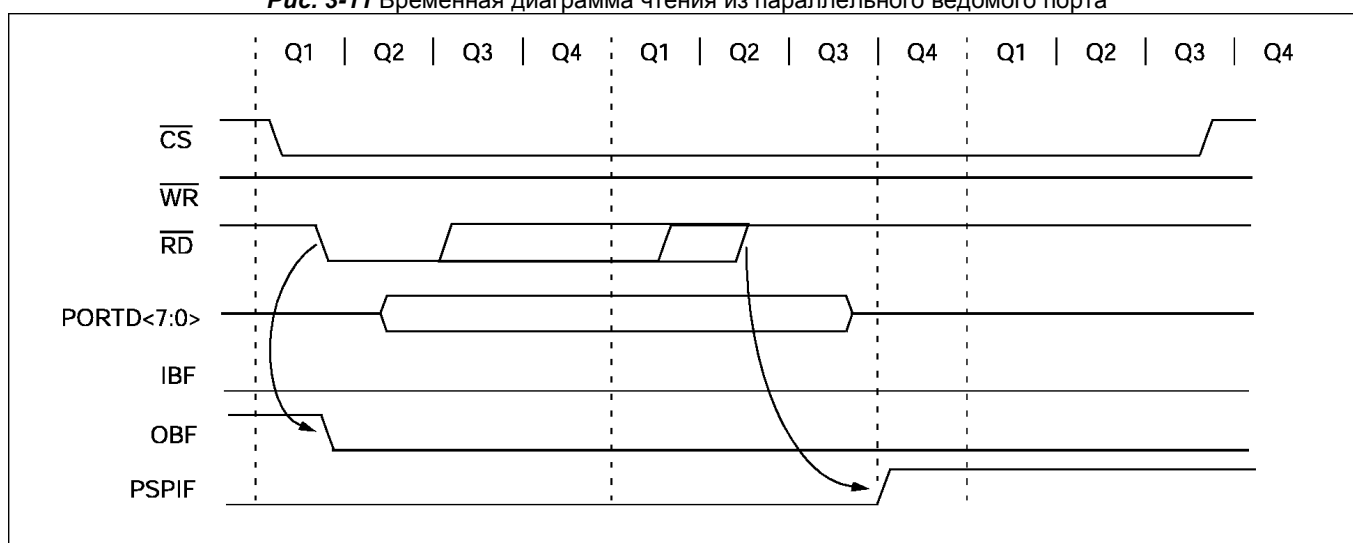 Рис. 3-11 Временная диаграмма чтения из параллельного ведомого порта
Q1 | Q2 | Q3 | Q4 Q1 | Q2 | Q3 | Q4 Q1 | Q2 | Q3 | Q4
CS
WR
RD
PORTD<7:0>
IBF
OBF
PSPIF